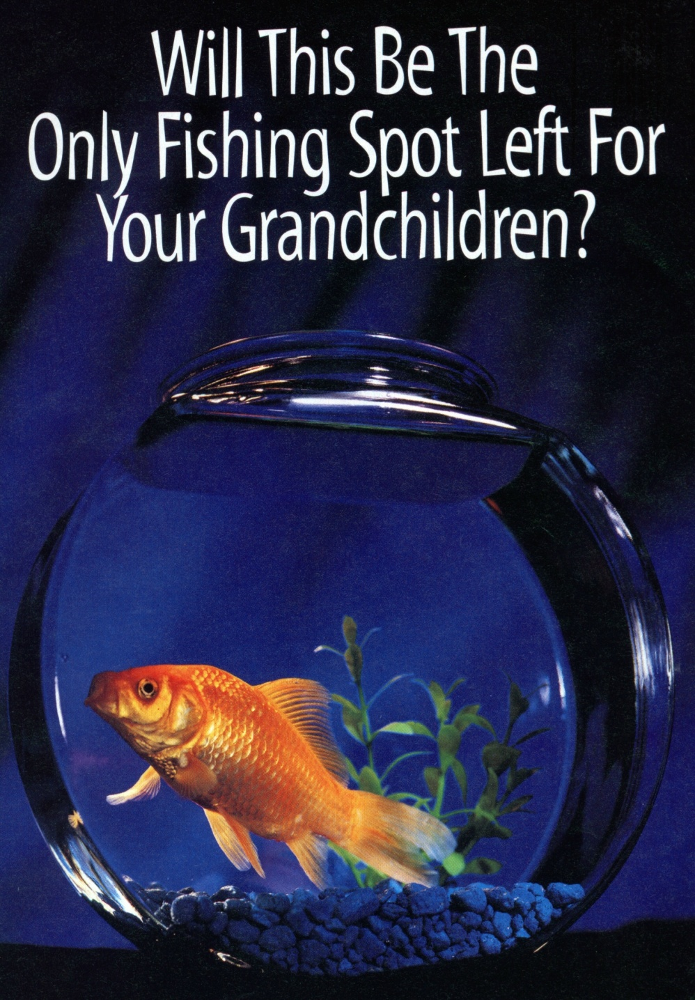 Will This Be The
Only Fishing Spot Left For
Your Grandchildren?